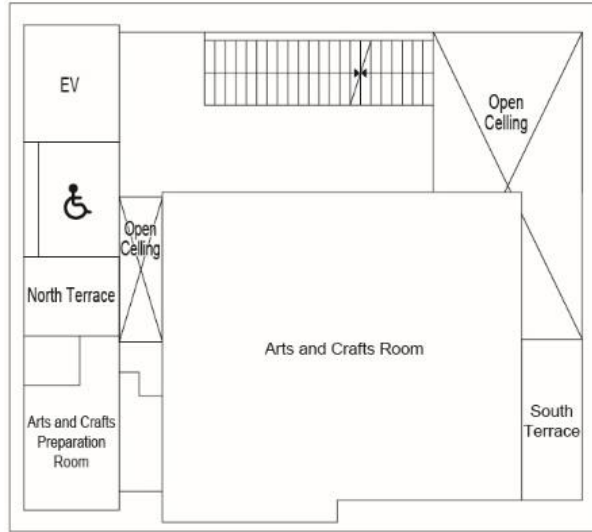 EV
Open
Celling
Open
Celling
North Terrace
Arts and Crafts Room
Arts and Crafts
Preparation
Room
South
Terrace